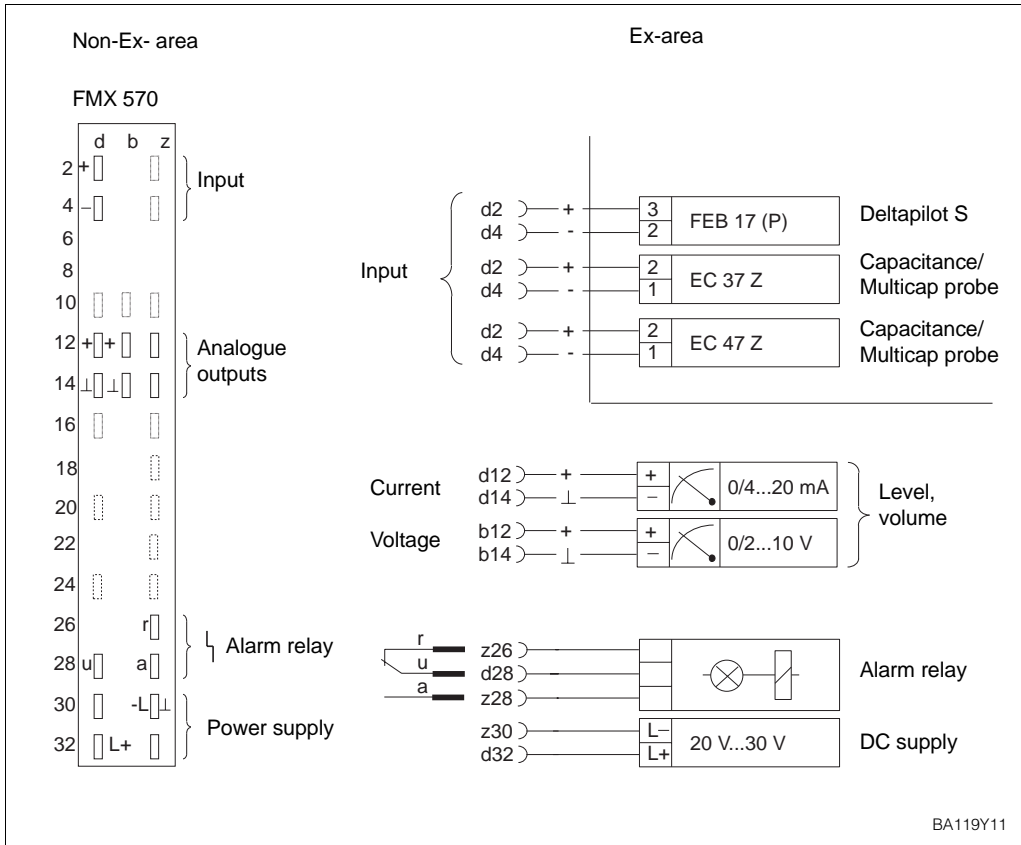 Non-Ex- area
Ex-area
FMX 570
d b z
2 +
4 –
Input
6
8
10
12 + +
14 ⊥ ⊥
Analogue
outputs
16
18
20
22
24
26 r
28 u a
Alarm relay
30 -L ⊥
32 L+
Power supply
Input
d2 + 3
d4 - 2
FEB 17 (P)
Deltapilot S
d2 + 2
d4 - 1
EC 37 Z
Capacitance/
Multicap probe
d2 + 2
d4 - 1
EC 47 Z
Capacitance/
Multicap probe
Current
d12 + +
d14 ⊥ –
0/4...20 mA
Voltage
b12 + +
b14 ⊥ –
0/2...10 V
Level,
volume
r z26 -
u d28 –
a z28 -
Alarm relay
z30 - L–
d32 L+
20 V...30 V
DC supply
BA119Y11